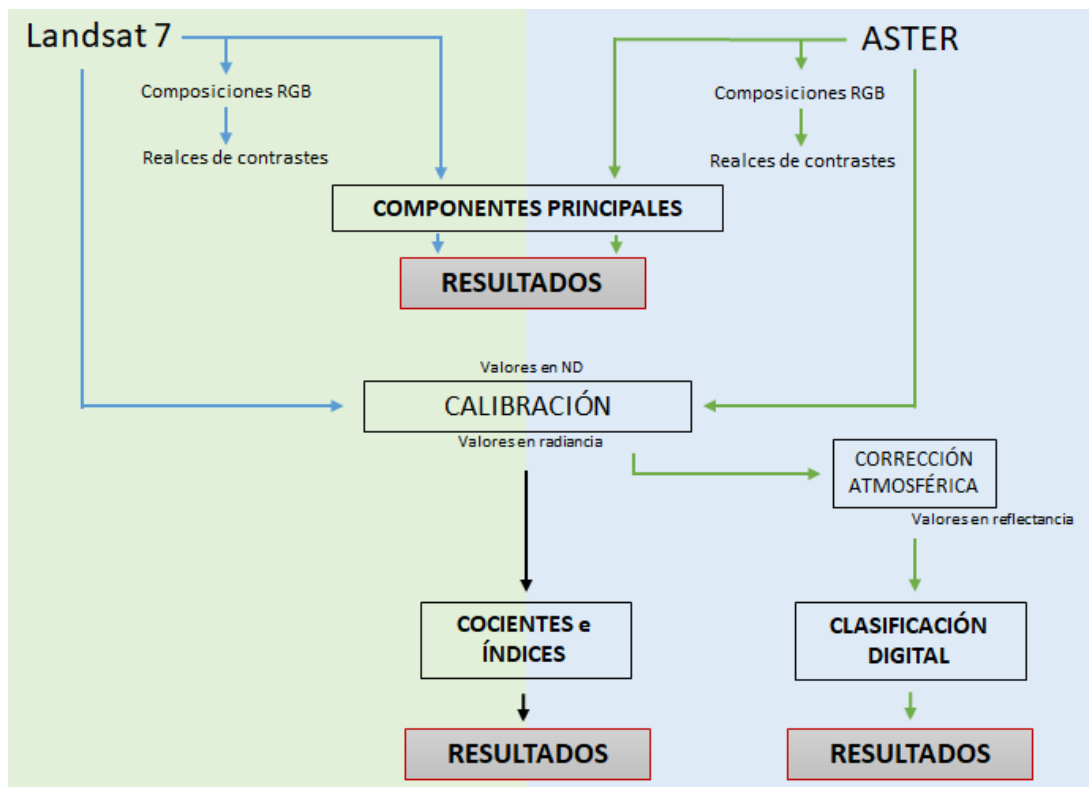 Landsat 7
ASTER
Composiciones RGB
Composiciones RGB
Realces de contrastes
Realces de contrastes
COMPONENTES PRINCIPALES
RESULTADOS
Valores en ND
CALIBRACIÓN
Valores en radiancia
CORRECCIÓN
ATMOSFÉRICA
Valores en reflectancia
COCIENTES e
ÍNDICES
CLASIFICACIÓN
DIGITAL
RESULTADOS
RESULTADOS